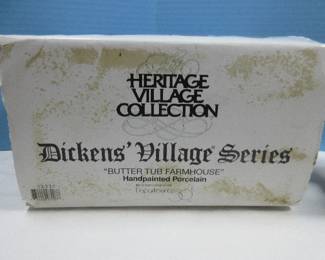 HERITAGE
VILLAGE
COLLECTION
Dickens' Village Series
"BUTTER TUB FARMHOUSE"
Handpainted Porcelain